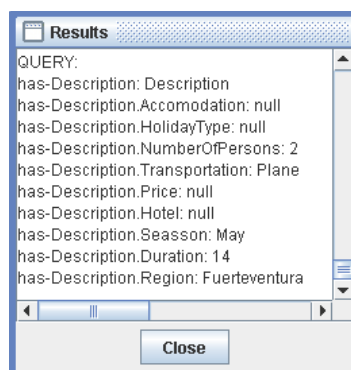 Results
QUERY:
has-Description: Description
has-Description.Accomodation: null
has-Description.HolidayType: null
has-Description.NumberOfPersons: 2
has-Description.Transportation: Plane
has-Description.Price: null
has-Description.Hotel: null
has-Description.Seasson: May
has-Description.Duration: 14
has-Description.Region: Fuerteventura
Close